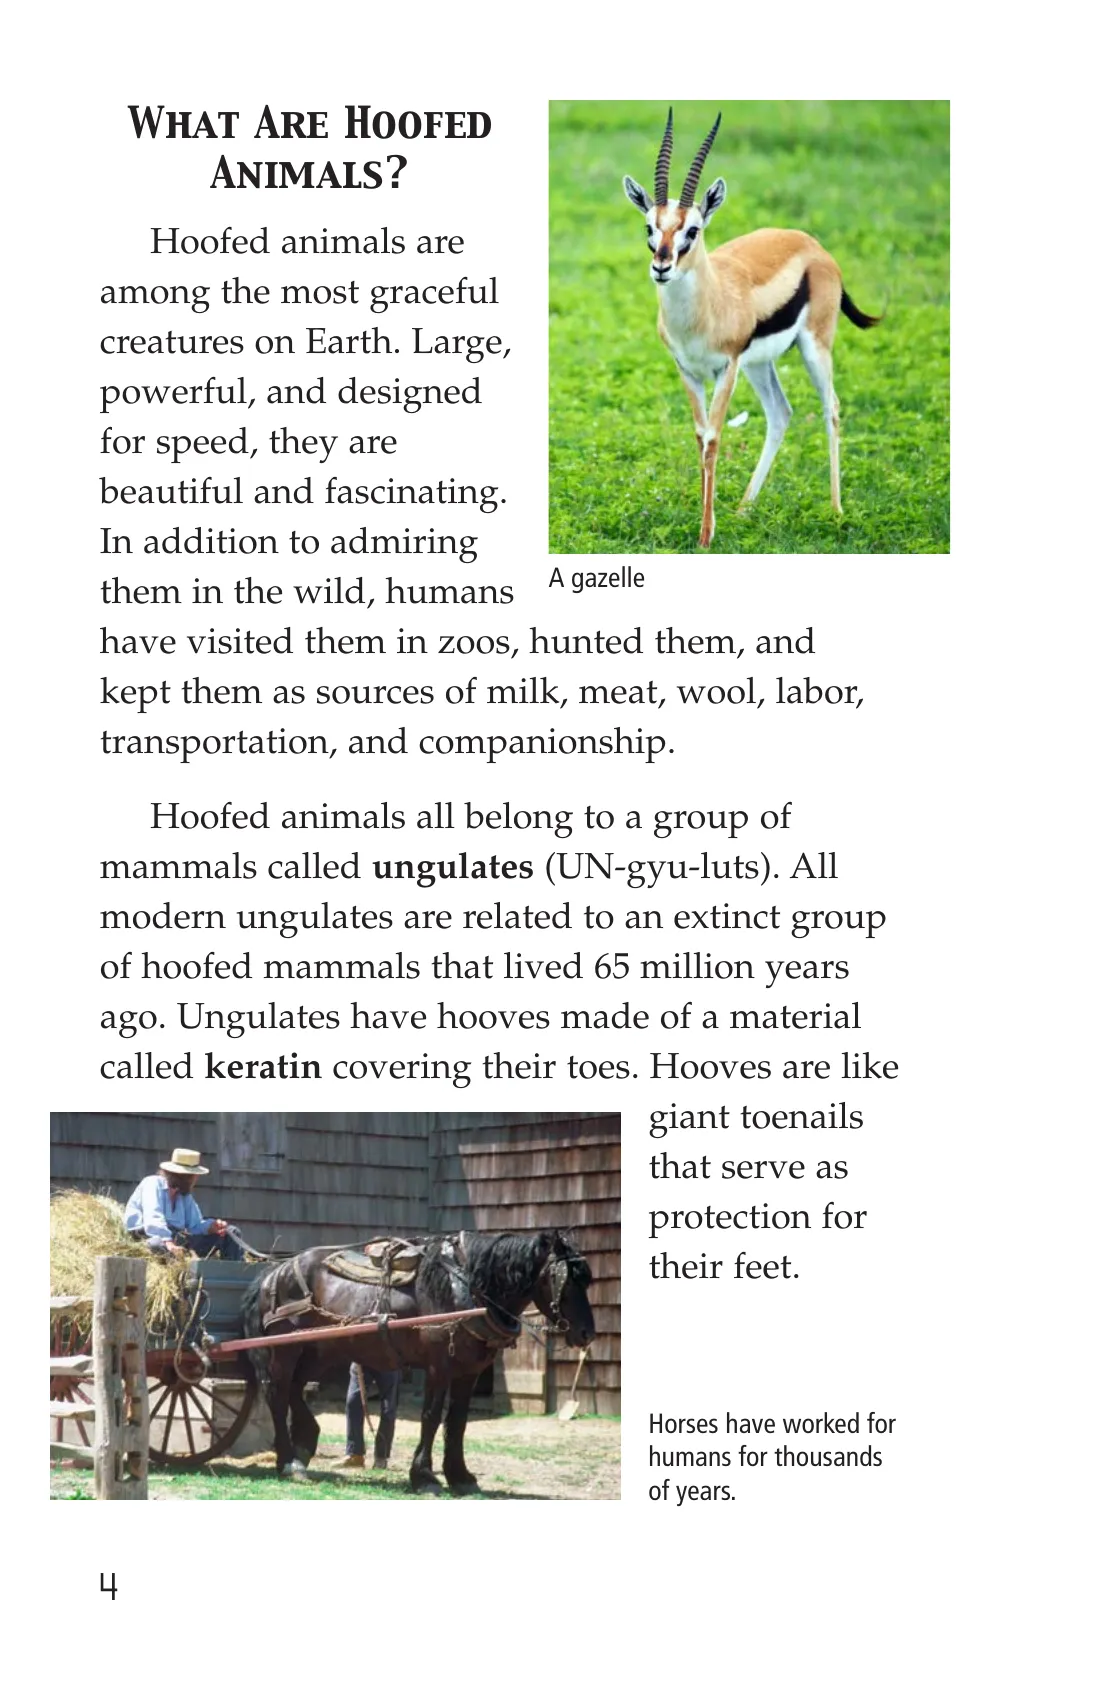 What Are Hoofed
Animals?
Hoofed animals are
among the most graceful
creatures on Earth. Large,
powerful, and designed
for speed, they are
beautiful and fascinating.
In addition to admiring
them in the wild, humans
have visited them in zoos, hunted them, and
kept them as sources of milk, meat, wool, labor,
transportation, and companionship.
A gazelle
Hoofed animals all belong to a group of
mammals called ungulates (UN-gyu-luts). All
modern ungulates are related to an extinct group
of hoofed mammals that lived 65 million years
ago. Ungulates have hooves made of a material
called keratin covering their toes. Hooves are like
giant toenails
that serve as
protection for
their feet.
Horses have worked for
humans for thousands
of years.
4